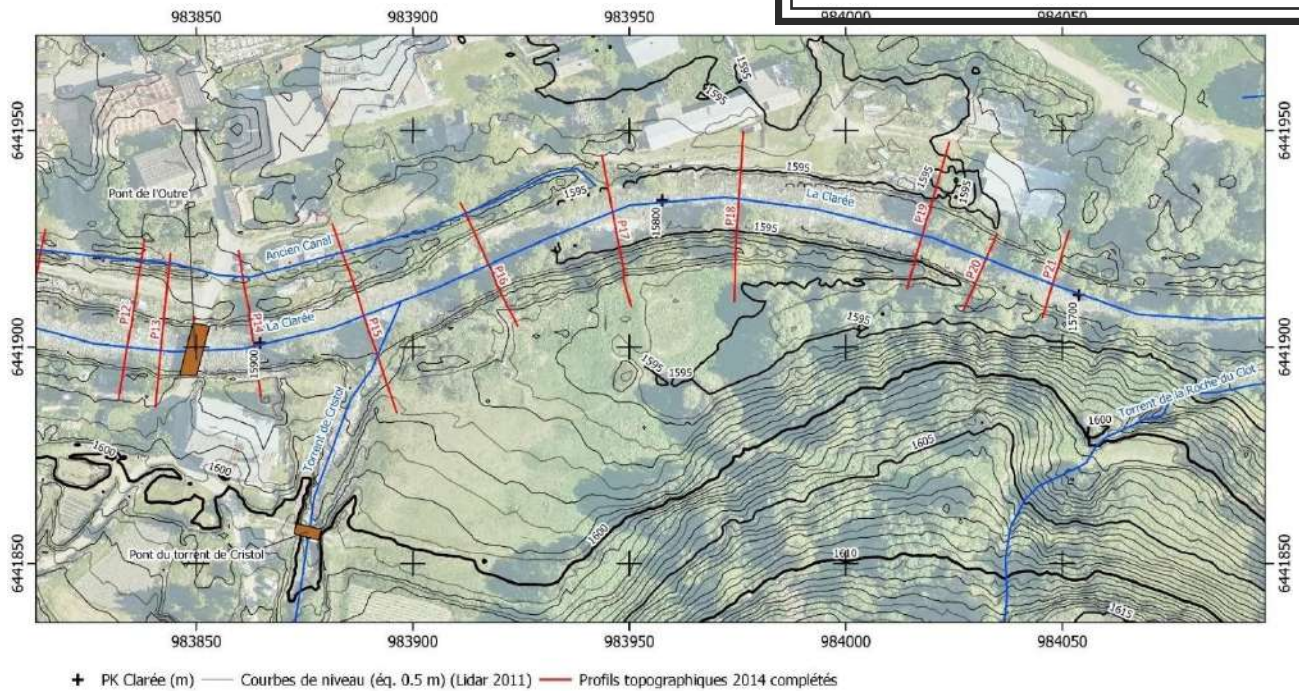 983850 983900 983950 984000 984050
6441950 6441950
6441900 6441900
6441850 6441850
1595
1595
1595
1595
1595
1595
1595
1595
Pont de l'Outre
Ancien Canal
La Clarée
La Clarée
P12
P13
P14
P15
P16
P17
P18
P19
P20
P21
15900
15800
15700
1595
1595
1595
Torrent de Cristol
Torrent de la Roche du Clot
1600
1600
1600
1600
1605
1610
1615
Pont du torrent de Cristol
983850 983900 983950 984000 984050
+ PK Clarée (m) Courbes de niveau (éq. 0.5 m) (Lidar 2011) Profils topographiques 2014 complétés